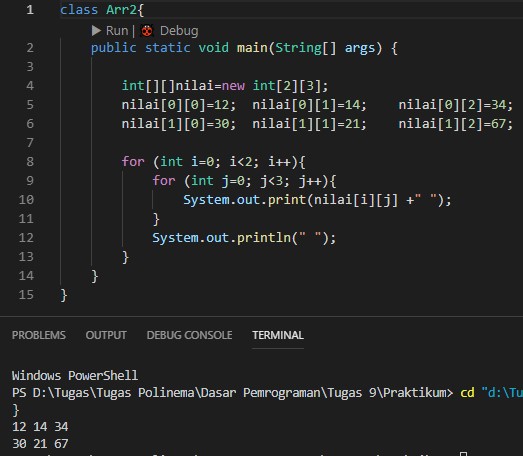 1 class Arr2{
Run | Debug
2 public static void main(String[] args) {
3
4 int[][]nilai=new int[2][3];
5 nilai[0][0]=12; nilai[0][1]=14; nilai[0][2]=34;
6 nilai[1][0]=30; nilai[1][1]=21; nilai[1][2]=67;
7
8 for (int i=0; i<2; i++){
9 for (int j=0; j<3; j++){
10 System.out.print(nilai[i][j] +" ");
11 }
12 System.out.println(" ");
13 }
14 }
15 }
PROBLEMS OUTPUT DEBUG CONSOLE TERMINAL
Windows PowerShell
PS D:\Tugas\Tugas Polinema\Dasar Pemrograman\Tugas 9\Praktikum> cd "d:\Tu
}
12 14 34
30 21 67